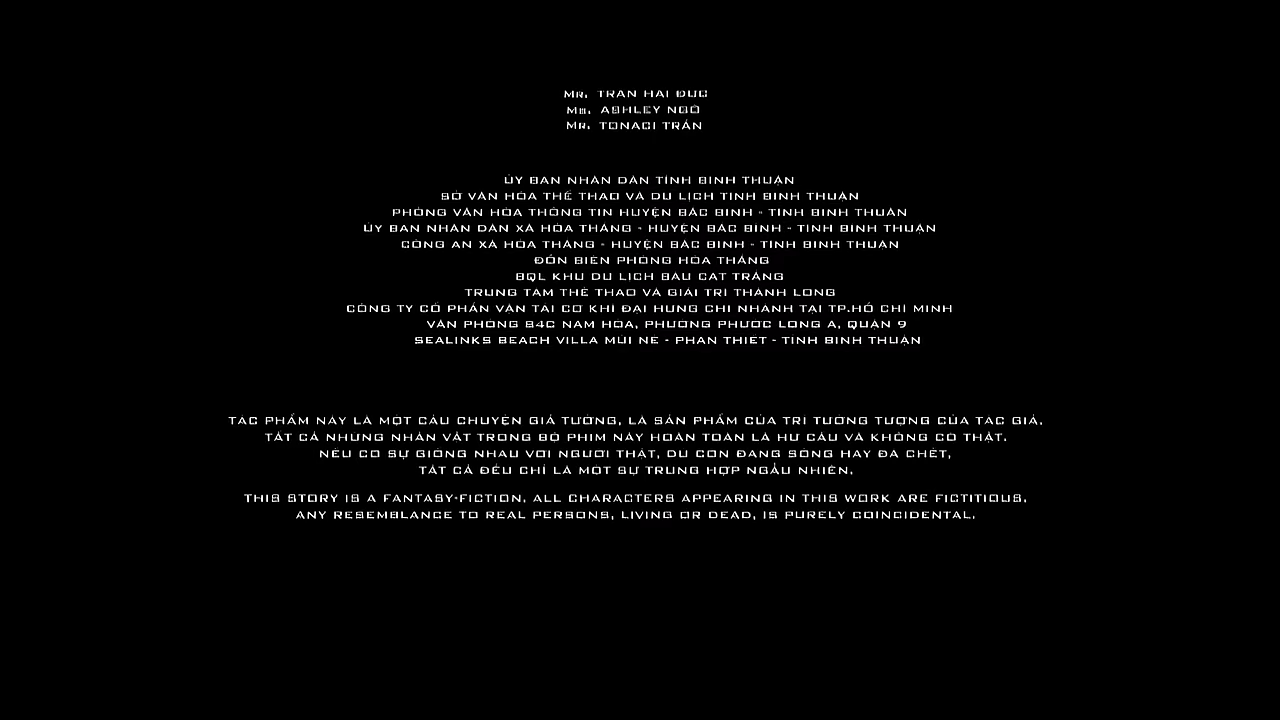 Mr. TRẦN HẢI ĐỨC
Ms. ASHLEY NGÔ
Mr. TONACI TRẦN
ỦY BAN NHÂN DÂN TỈNH BÌNH THUẬN
SỞ VĂN HÓA THỂ THAO VÀ DU LỊCH TỈNH BÌNH THUẬN
PHÒNG VĂN HÓA THÔNG TIN HUYỆN BẮC BÌNH - TỈNH BÌNH THUẬN
ỦY BAN NHÂN DÂN XÃ HÒA THẮNG - HUYỆN BẮC BÌNH - TỈNH BÌNH THUẬN
CÔNG AN XÃ HÒA THẮNG - HUYỆN BẮC BÌNH - TỈNH BÌNH THUẬN
ĐỒN BIÊN PHÒNG HÒA THẮNG
BQL KHU DU LỊCH BÀU CÁT TRẮNG
TRUNG TÂM THỂ THAO VÀ GIẢI TRÍ THANH LONG
CÔNG TY CỔ PHẦN VẬN TẢI CƠ KHÍ ĐẠI HƯNG CHI NHÁNH TẠI TP.HỒ CHÍ MINH
VĂN PHÒNG 84C NAM HÒA, PHƯỜNG PHƯỚC LONG A, QUẬN 9
SEALINKS BEACH VILLA MŨI NÉ - PHAN THIẾT - TỈNH BÌNH THUẬN
TÁC PHẨM NÀY LÀ MỘT CÂU CHUYỆN GIẢ TƯỞNG, LÀ SẢN PHẨM CỦA TRÍ TƯỞNG TƯỢNG CỦA TÁC GIẢ.
TẤT CẢ NHỮNG NHÂN VẬT TRONG BỘ PHIM NÀY HOÀN TOÀN LÀ HƯ CẤU VÀ KHÔNG CÓ THẬT.
NẾU CÓ SỰ GIỐNG NHAU VỚI NGƯỜI THẬT, DÙ CÒN ĐANG SỐNG HAY ĐÃ CHẾT,
TẤT CẢ ĐỀU CHỈ LÀ MỘT SỰ TRÙNG HỢP NGẪU NHIÊN.
THIS STORY IS A FANTASY-FICTION. ALL CHARACTERS APPEARING IN THIS WORK ARE FICTITIOUS.
ANY RESEMBLANCE TO REAL PERSONS, LIVING OR DEAD, IS PURELY COINCIDENTAL.